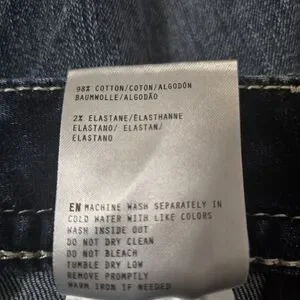 98% COTTON/COTON/ALGODÓN
BAUMWOLLE/ALGODÃO
2% ELASTANE/ÉLASTHANNE
ELASTANO/ ELASTAN/
ELASTANO
EN MACHINE WASH SEPARATELY IN
COLD WATER WITH LIKE COLORS
WASH INSIDE OUT
DO NOT DRY CLEAN
DO NOT BLEACH
TUMBLE DRY LOW
REMOVE PROMPTLY
WARM IRON IF NEEDED